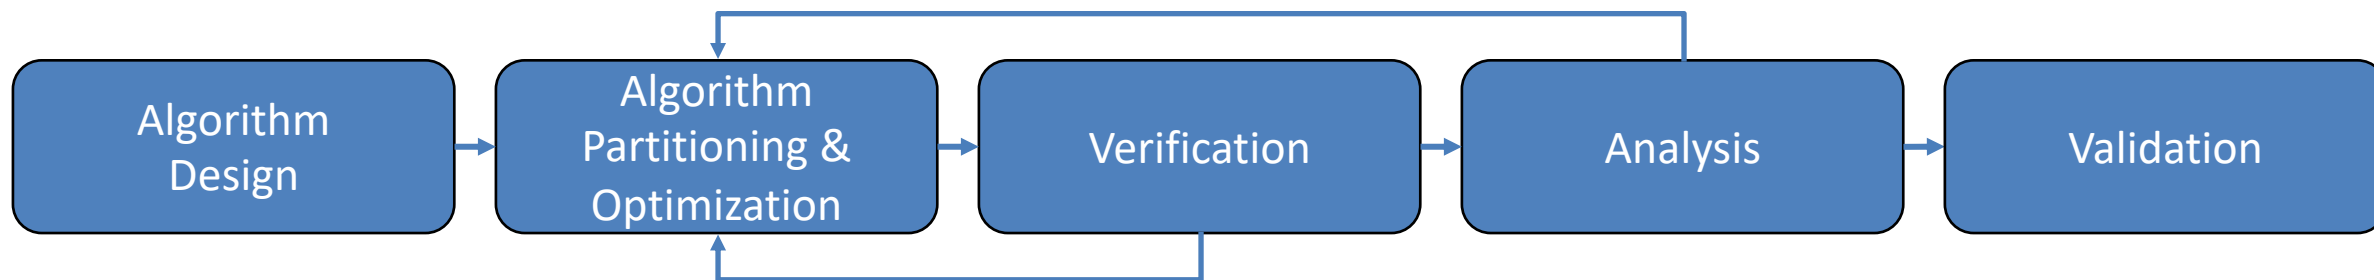 Algorithm
Design
Algorithm
Partitioning &
Optimization
Verification
Analysis
Validation